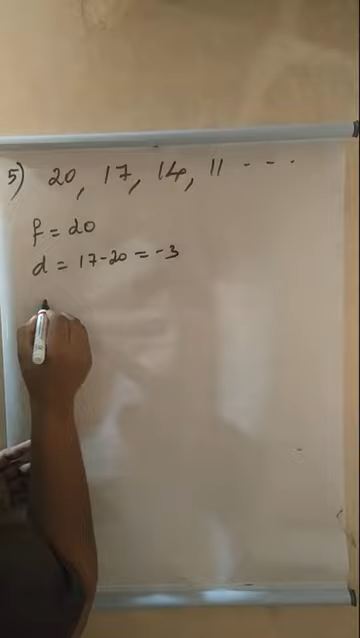 5) 20, 17, 14, 11 - - -
f = 20
d = 17-20 = -3